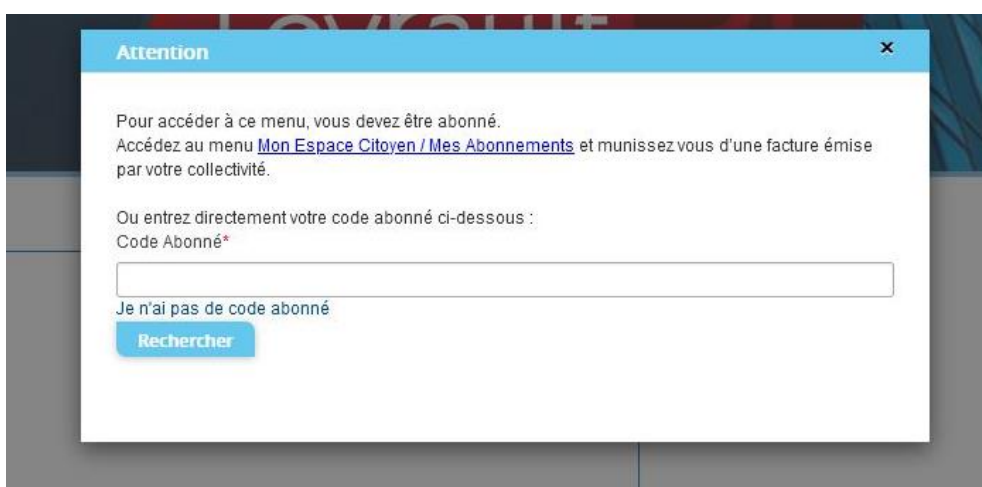 Attention
Pour accéder à ce menu, vous devez être abonné.
Accédez au menu Mon Espace Citoyen / Mes Abonnements et munissez vous d'une facture émise
par votre collectivité.
Ou entrez directement votre code abonné ci-dessous :
Code Abonné*
Je n'ai pas de code abonné
Rechercher